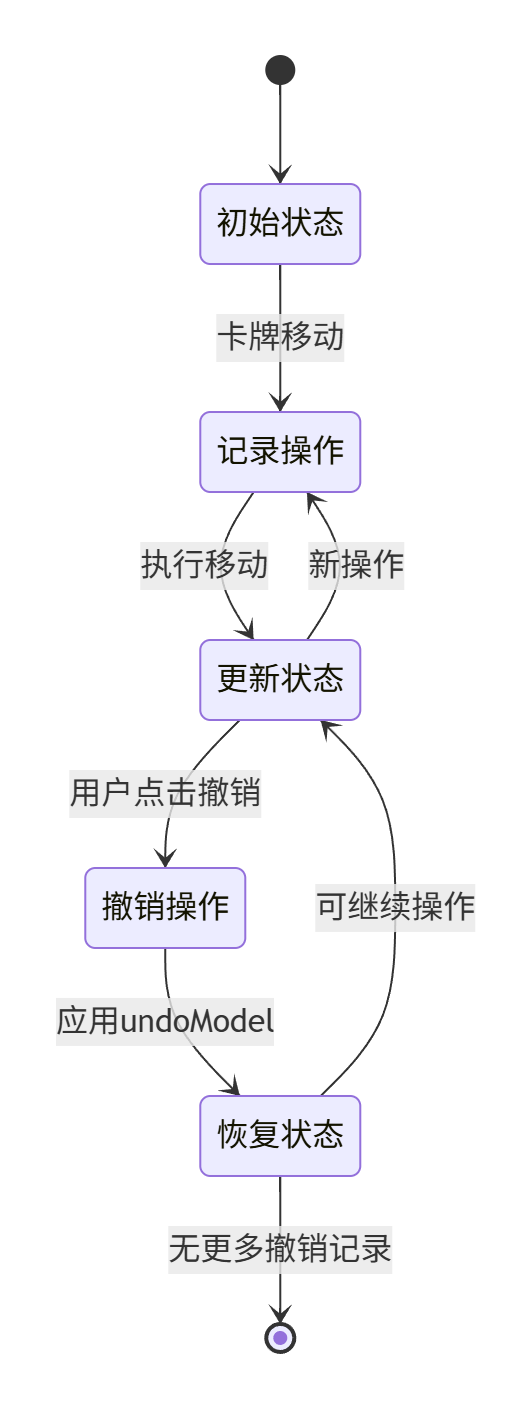 初始状态
卡牌移动
记录操作
执行移动
新操作
更新状态
用户点击撤销
撤销操作
可继续操作
应用undoModel
恢复状态
无更多撤销记录